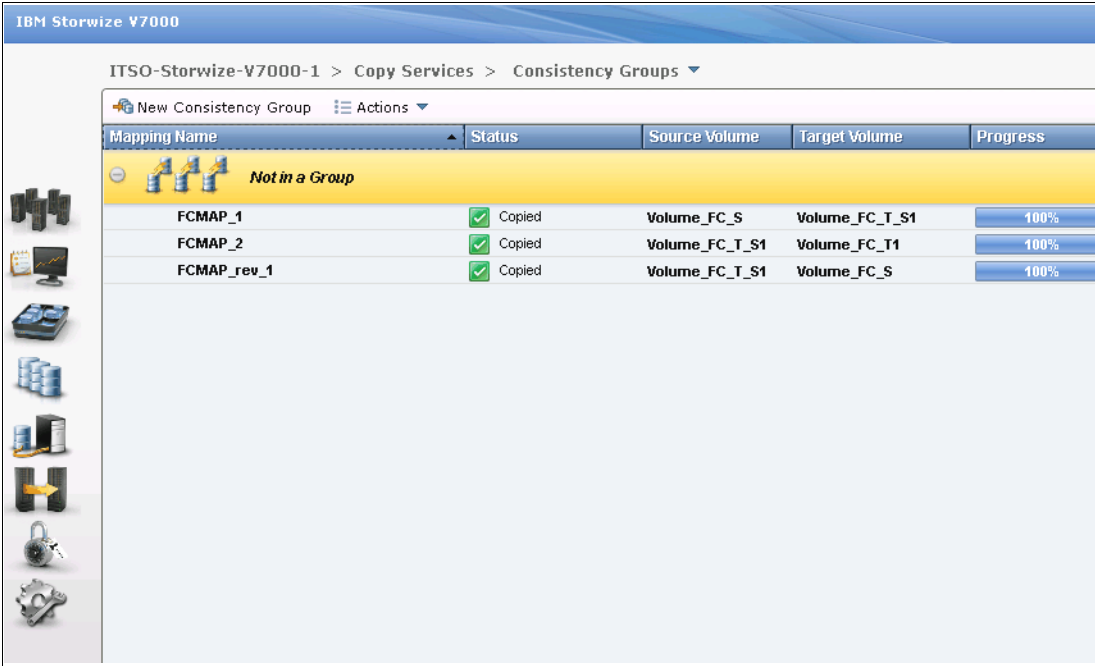 IBM Storwize V7000
ITSO-Storwize-V7000-1 > Copy Services > Consistency Groups
New Consistency Group Actions
Mapping Name Status Source Volume Target Volume Progress
Not in a Group
FCMAP_1 Copied Volume_FC_S Volume_FC_T_S1 100%
FCMAP_2 Copied Volume_FC_T_S1 Volume_FC_T1 100%
FCMAP_rev_1 Copied Volume_FC_T_S1 Volume_FC_S 100%